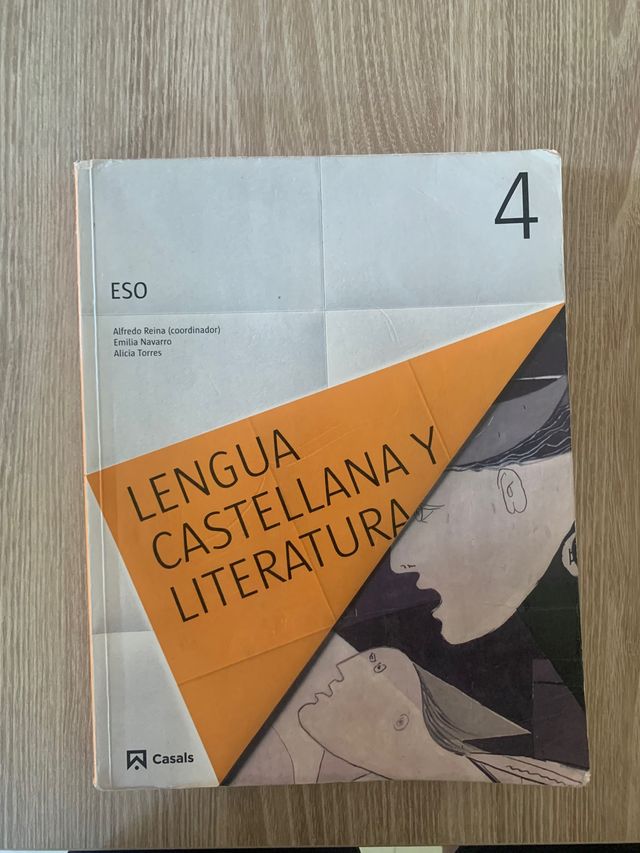 4
ESO
Alfredo Reina (coordinador)
Emilia Navarro
Alicia Torres
LENGUA
CASTELLANA Y
LITERATURA
Casals